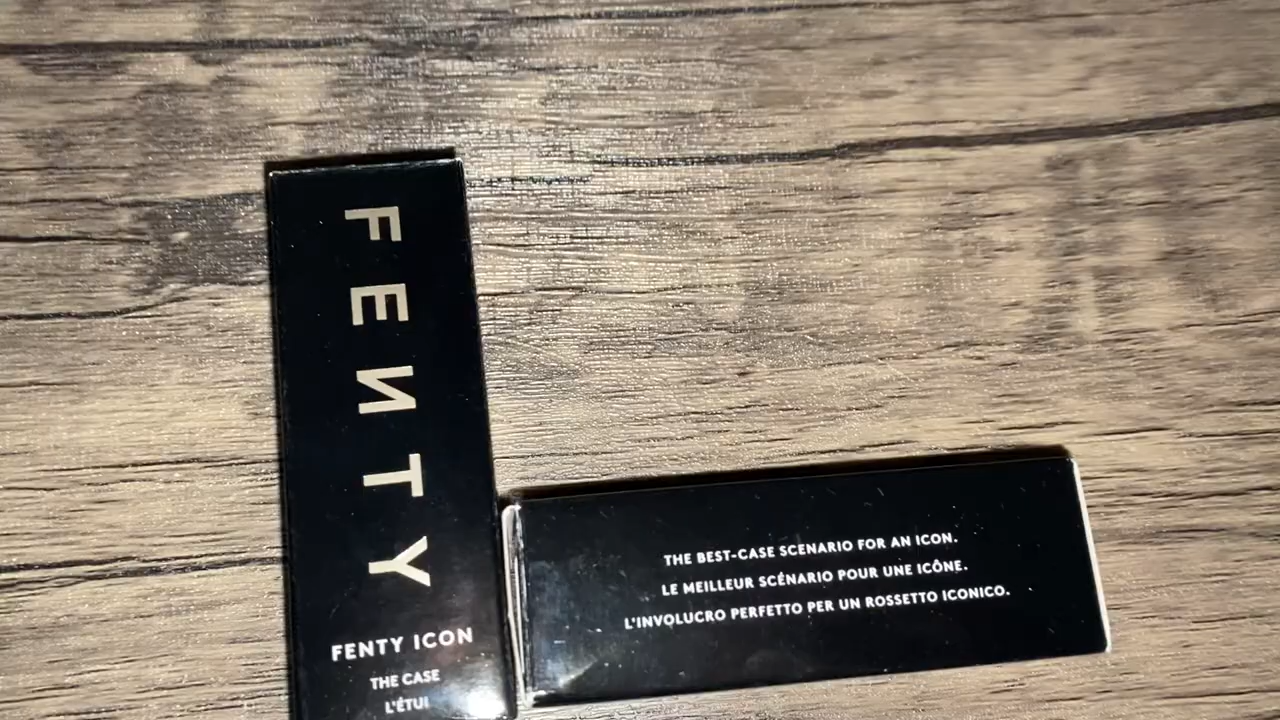 FENTY
FENTY ICON
THE CASE
L'ÉTUI
THE BEST-CASE SCENARIO FOR AN ICON.
LE MEILLEUR SCÉNARIO POUR UNE ICÔNE.
L'INVOLUCRO PERFETTO PER UN ROSSETTO ICONICO.